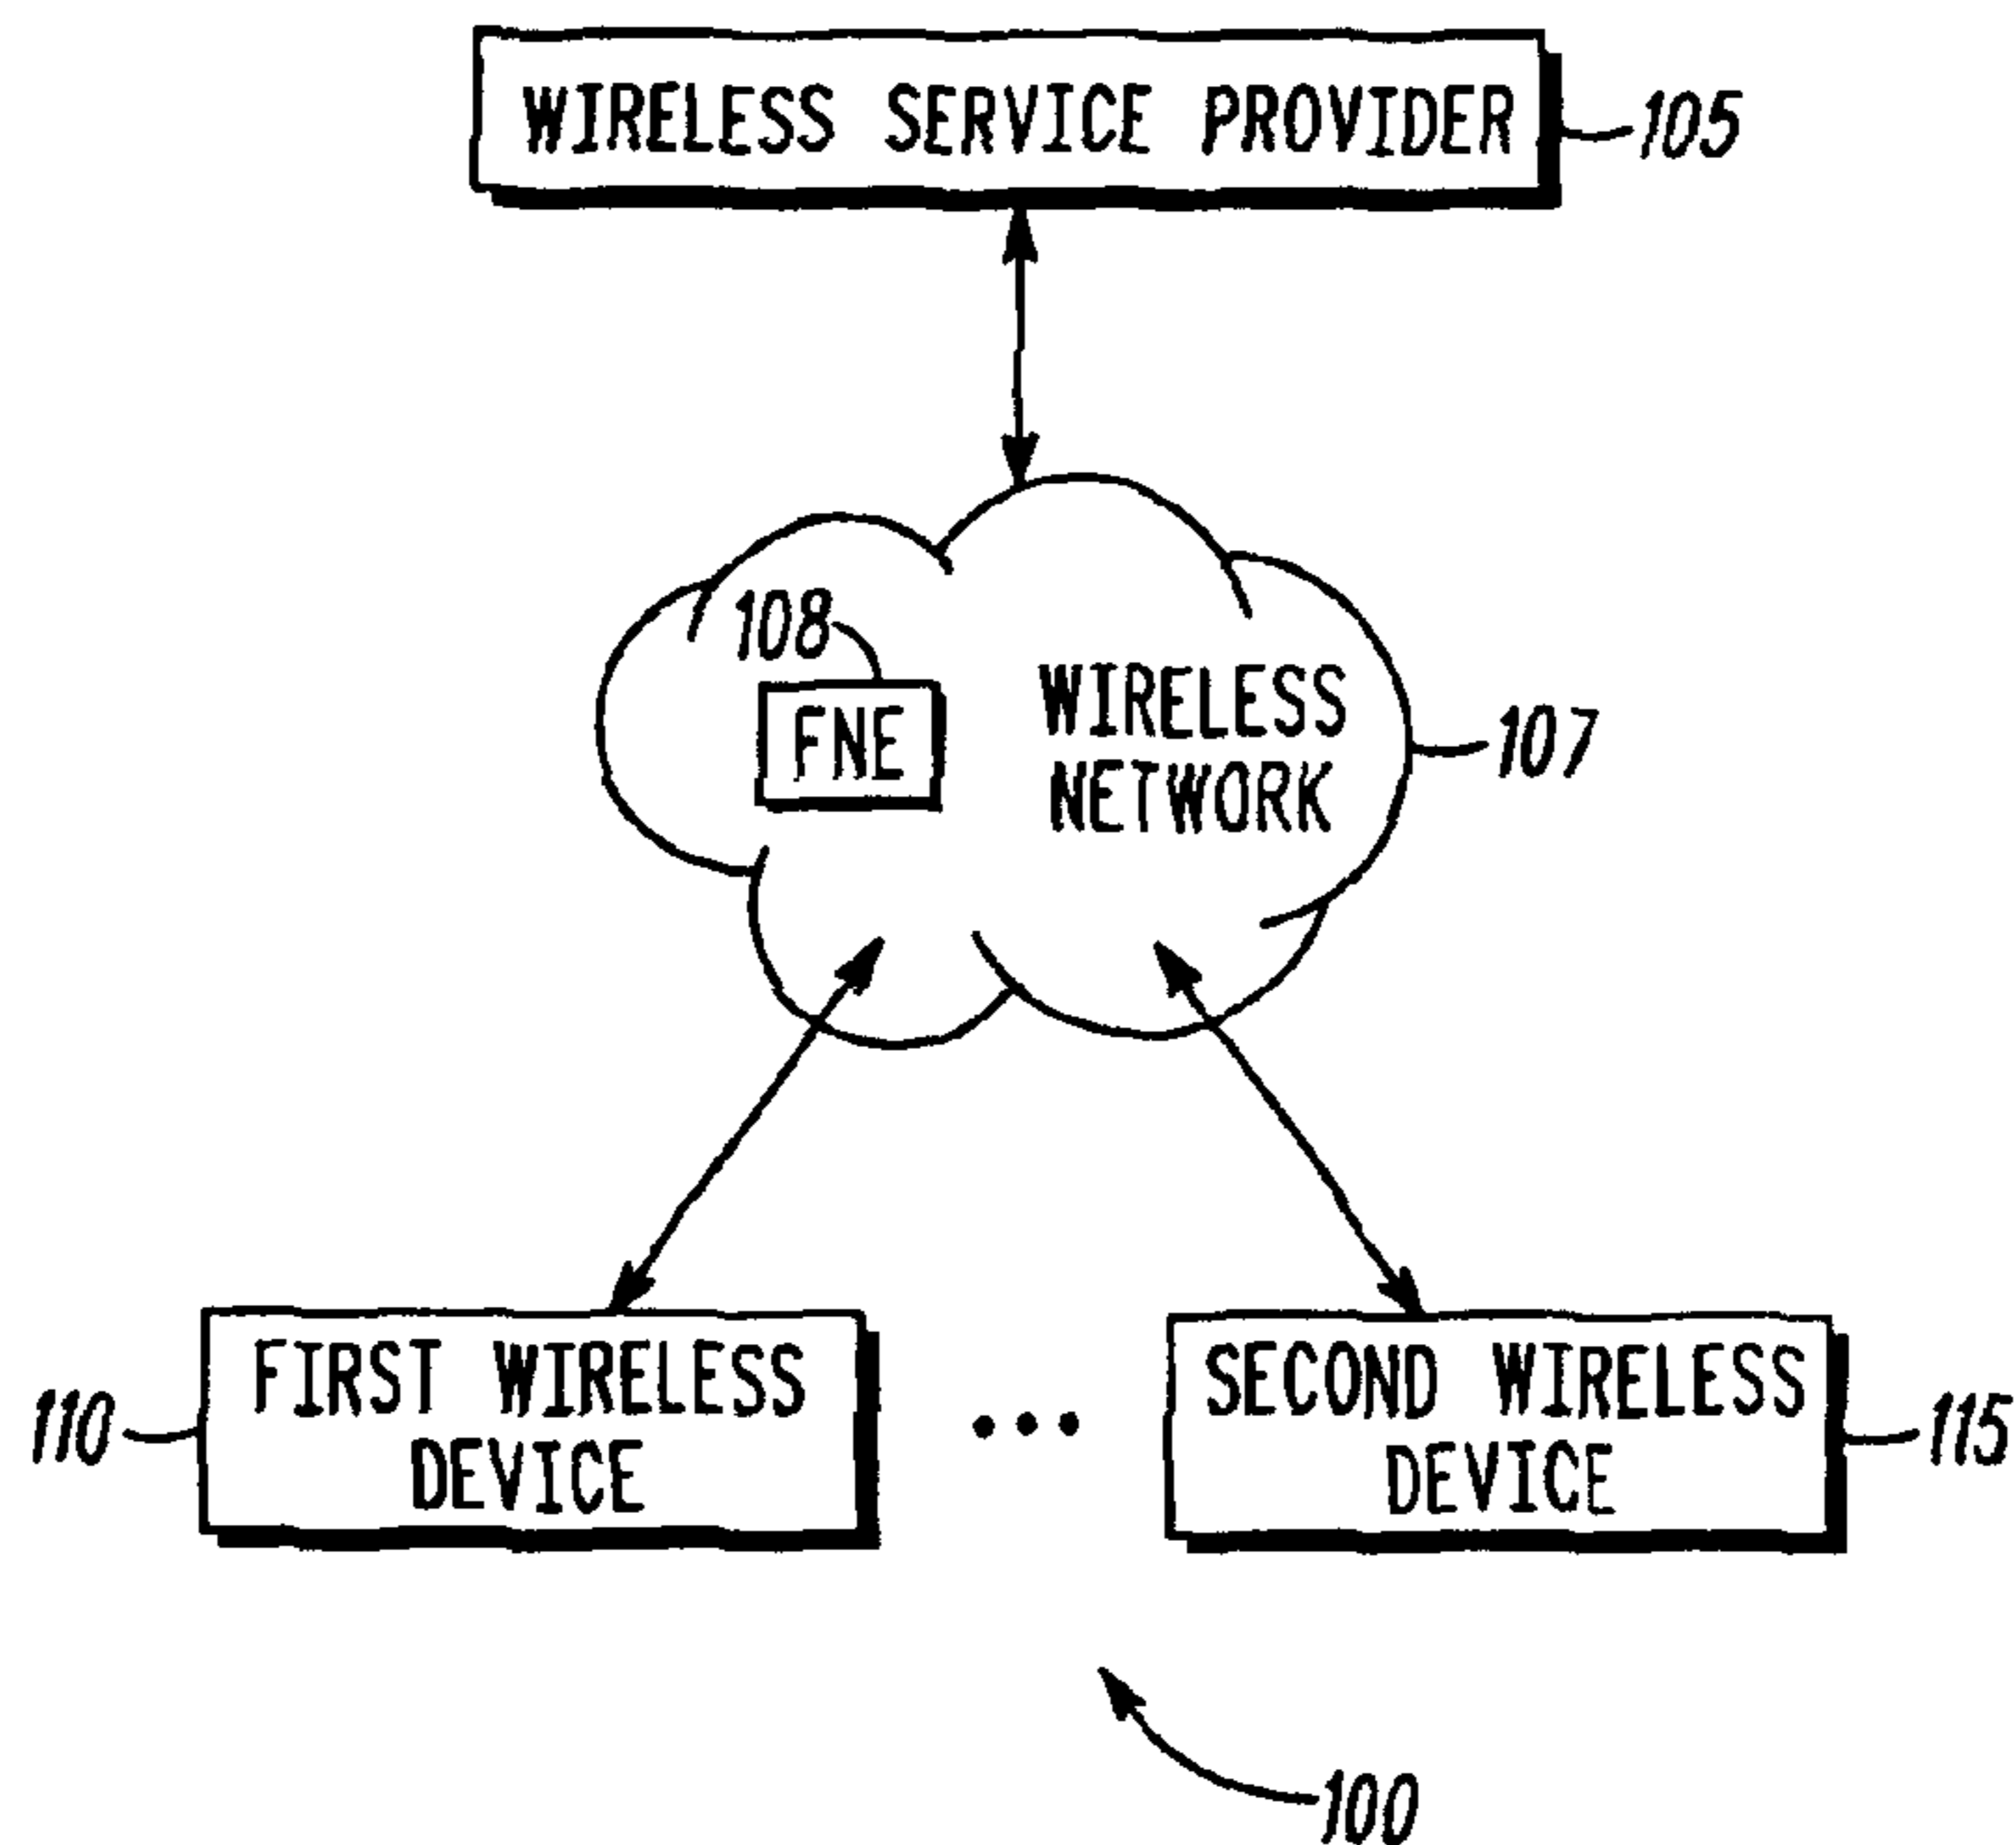 WIRELESS SERVICE PROVIDER
105
108
FNE
WIRELESS
NETWORK
107
110
FIRST WIRELESS
DEVICE
SECOND WIRELESS
DEVICE
115
100